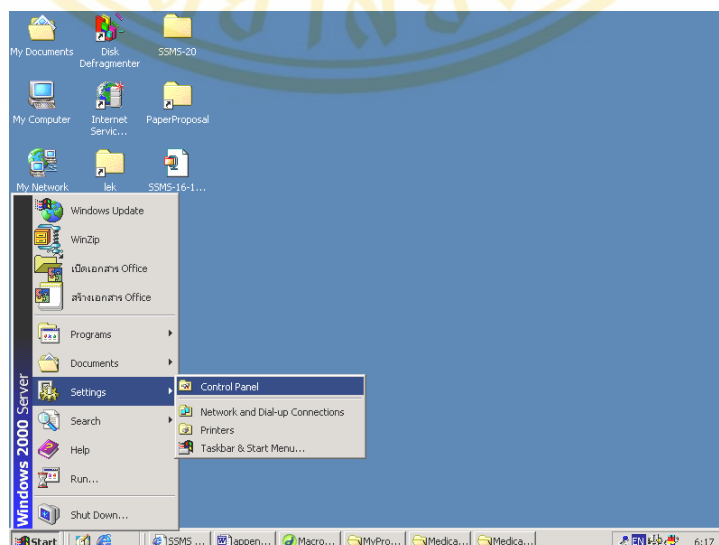 My Documents
Disk
Defragmenter
SSMS-20
My Computer
Internet
Servic...
PaperProposal
My Network
lek
SSMS-16-1...
Windows 2000 Server
Windows Update
WinZip
เปิดเอกสาร Office
สร้างเอกสาร Office
Programs
Documents
Settings
Search
Help
Run...
Shut Down...
Control Panel
Network and Dial-up Connections
Printers
Taskbar & Start Menu...
Start
SSMS ...
appen...
Macro...
MyPro...
Medica...
Medica...
EN
6:17